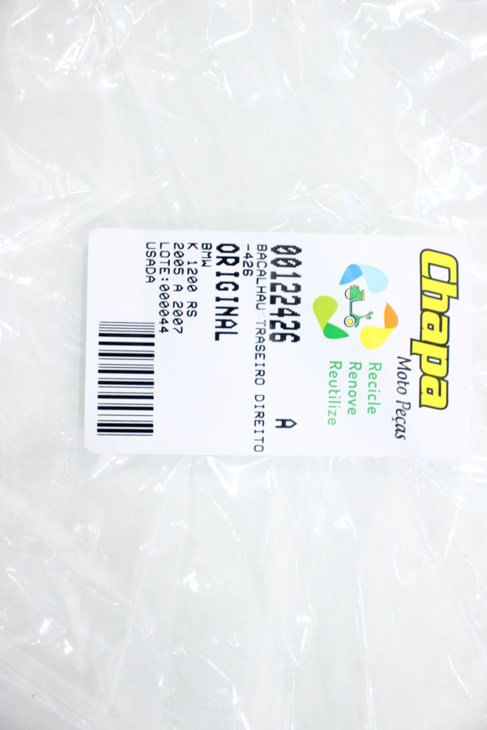 Chapa
Moto Peças
Recicle
Renove
Reutilize
00122426 A
BACALHAU TRASEIRO DIREITO
-426
ORIGINAL
BMW
K 1200 RS
2005 A 2007
LOTE:000044
USADA